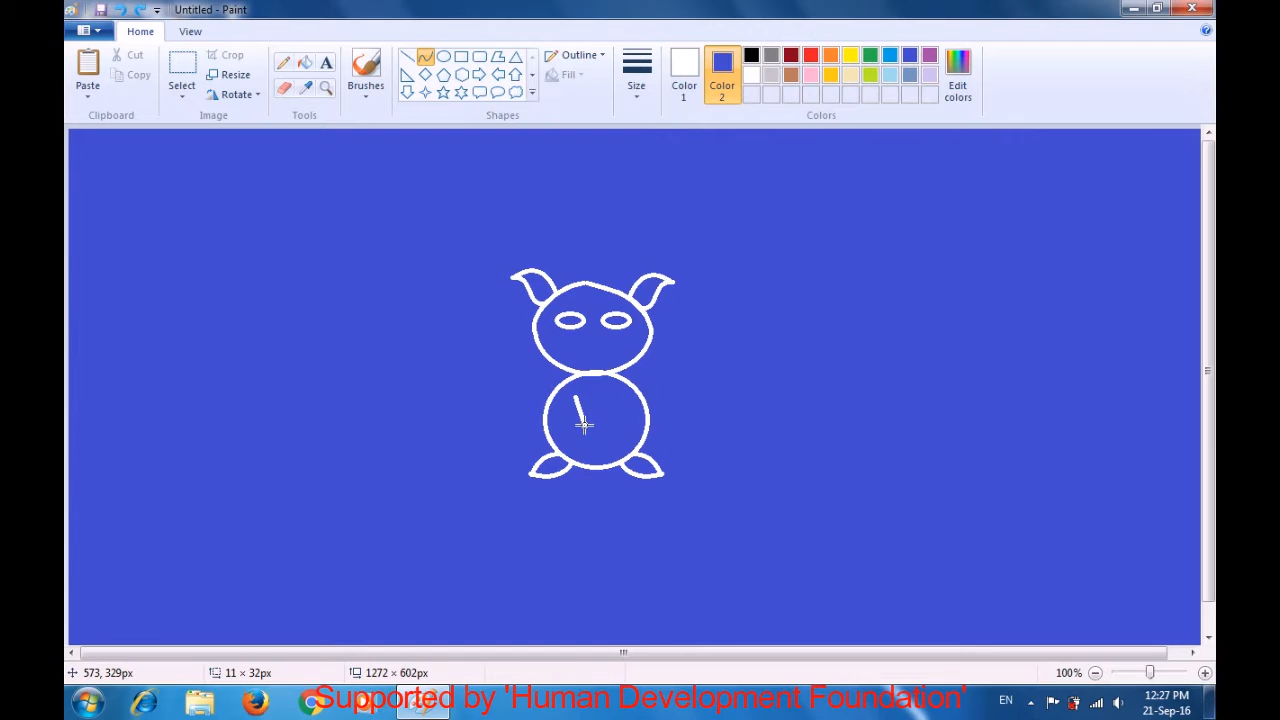 Untitled - Paint
Home
View
Paste
Cut
Copy
Clipboard
Select
Crop
Resize
Rotate
Image
Tools
Brushes
Shapes
Outline
Fill
Size
Color
1
Color
2
Colors
Edit
colors
573, 329px
11 × 32px
1272 × 602px
100%
EN
12:27 PM
21-Sep-16
Supported by 'Human Development Foundation'